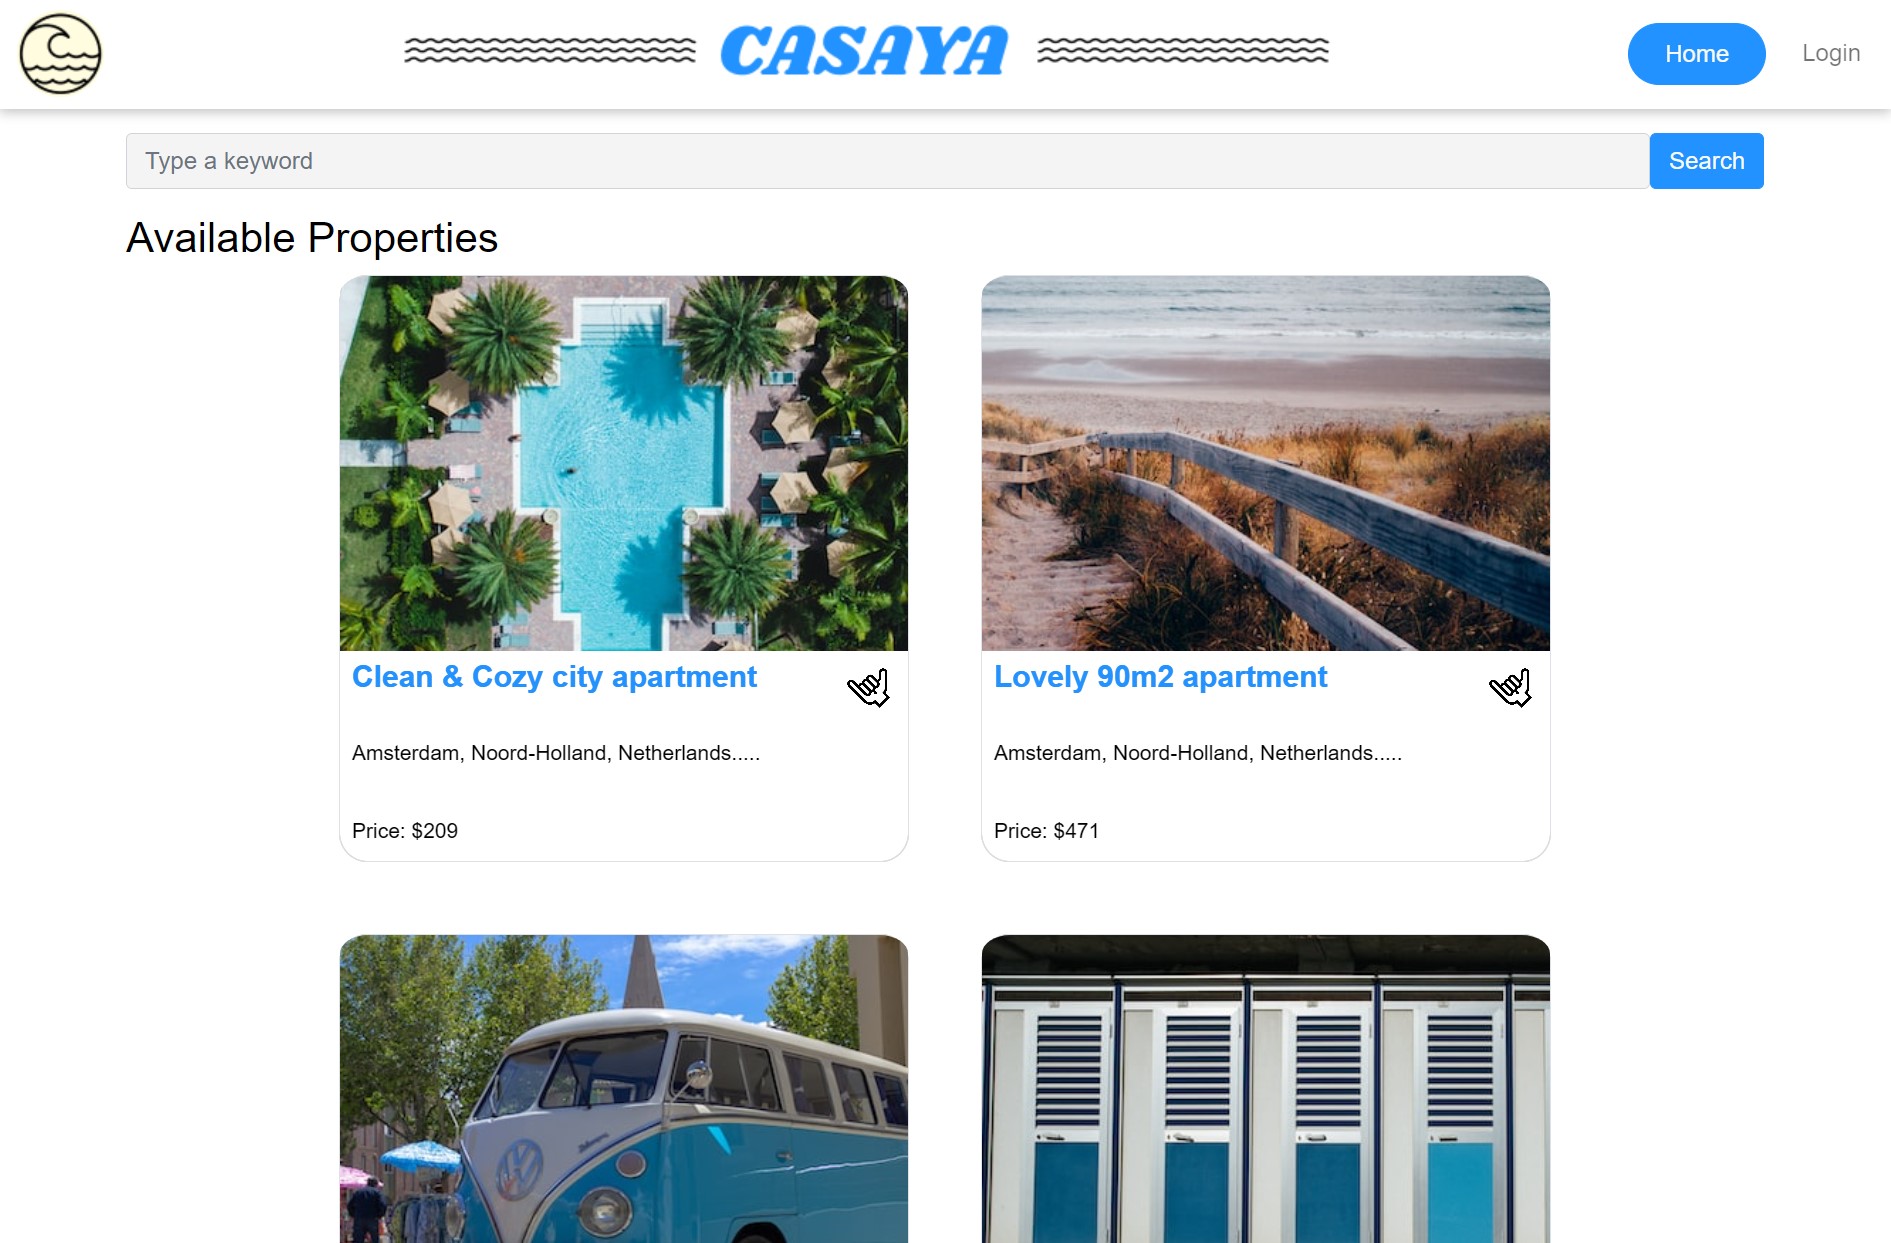 CASAYA
Home
Login
Type a keyword
Search
Available Properties
Clean & Cozy city apartment
Lovely 90m2 apartment
Amsterdam, Noord-Holland, Netherlands.....
Amsterdam, Noord-Holland, Netherlands.....
Price: $209
Price: $471